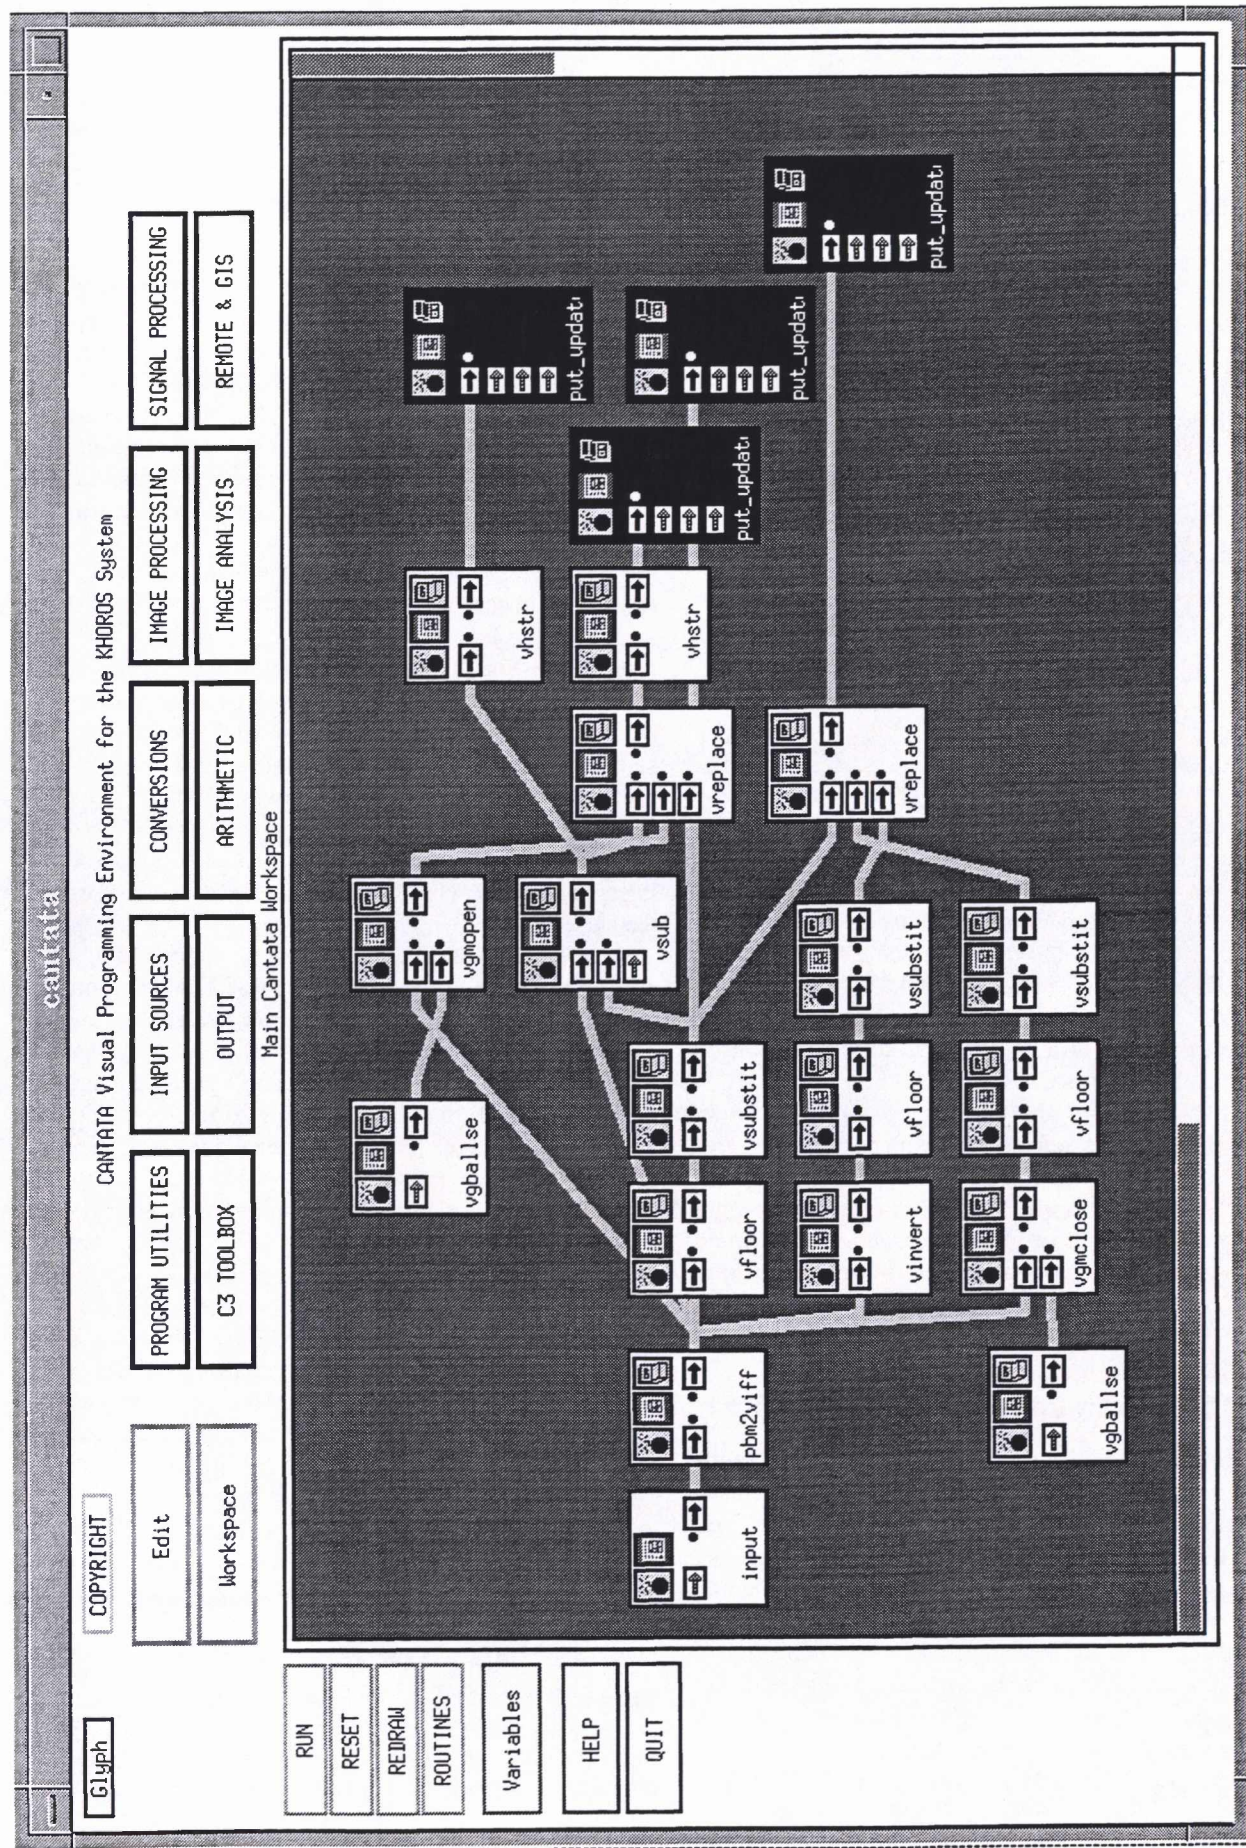 cantata
Glyph
COPYRIGHT
CANTATA Visual Programming Environment for the KHOROS System
Edit
PROGRAM UTILITIES
INPUT SOURCES
CONVERSIONS
IMAGE PROCESSING
SIGNAL PROCESSING
Workspace
C3 TOOLBOX
OUTPUT
ARITHMETIC
IMAGE ANALYSIS
REMOTE & GIS
Main Cantata Workspace
RUN
RESET
REDRAW
ROUTINES
Variables
HELP
QUIT
vgballse
vgmopen
vhstr
put_updat
vsub
vreplace
vhstr
put_updat
input
pbm2viff
vfloor
vsubstit
put_updat
vinvert
vfloor
vsubstit
vreplace
put_updat
vgballse
vgmclose
vfloor
vsubstit